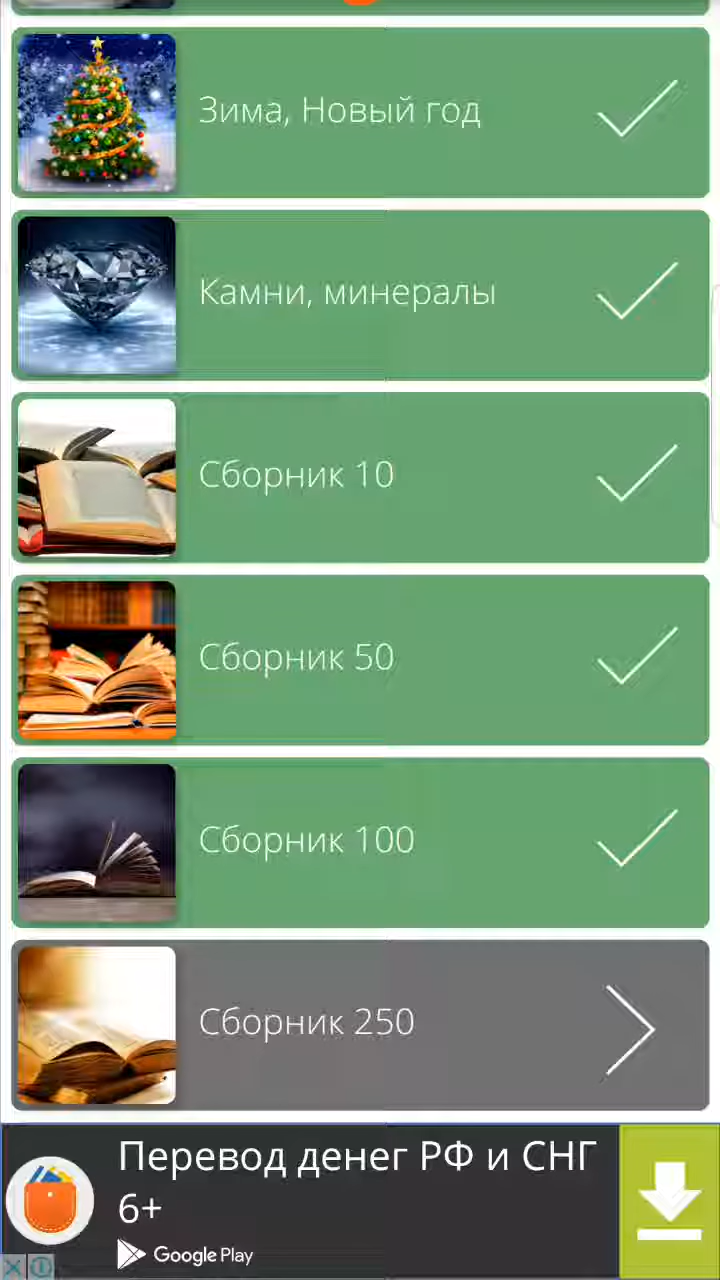 Зима, Новый год
Камни, минералы
Сборник 10
Сборник 50
Сборник 100
Сборник 250
Перевод денег РФ и СНГ
6+
Google Play